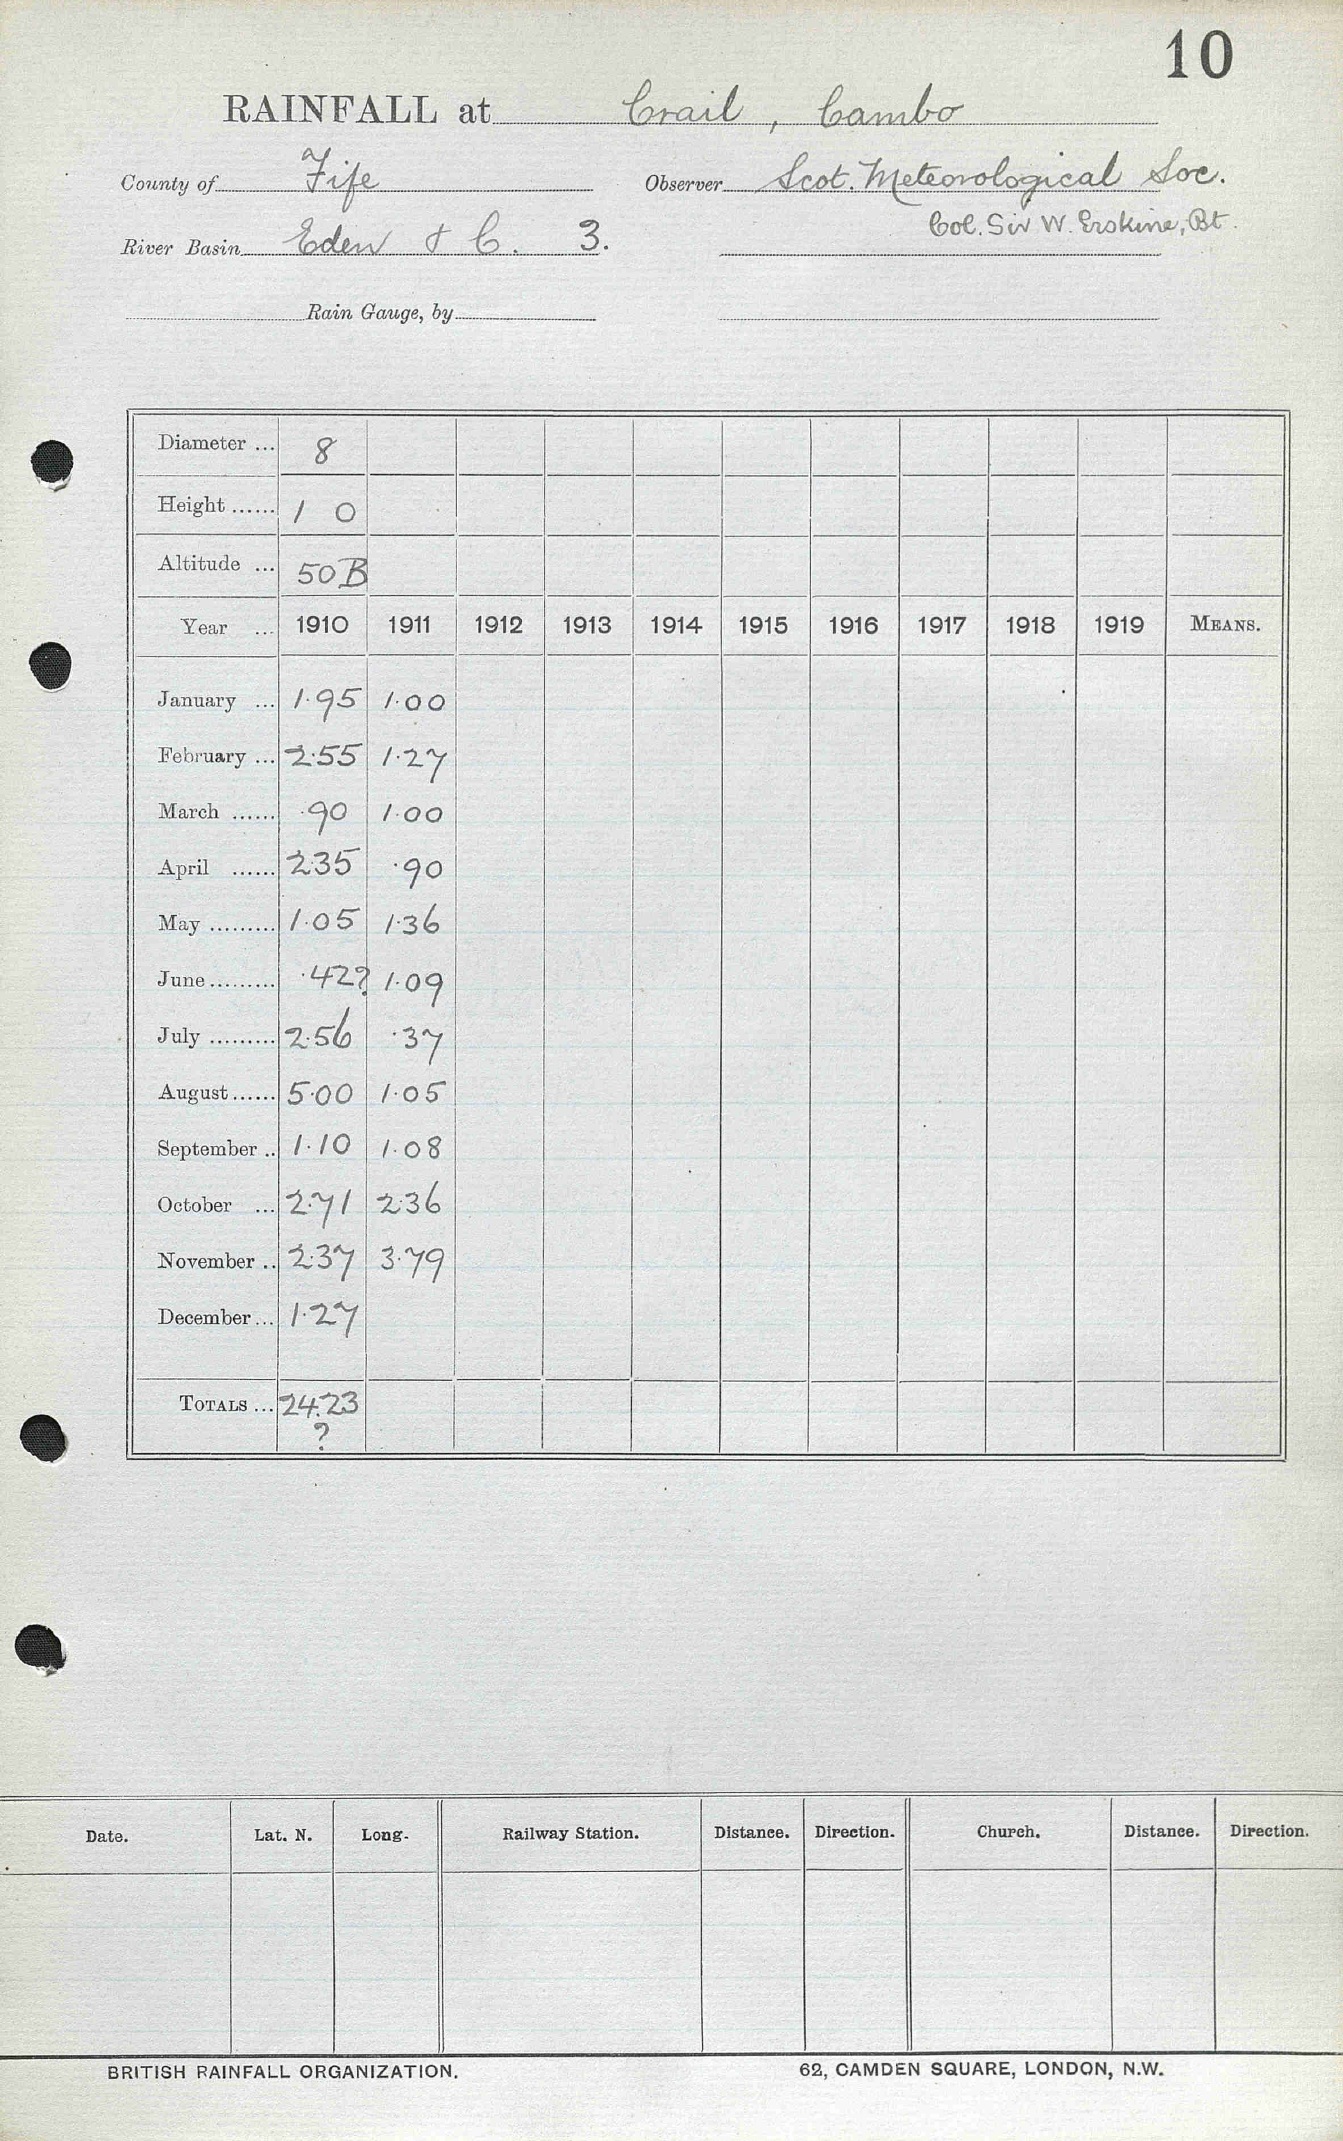 10
RAINFALL at Crail, Cambo
County of Fife Observer Scot. Meteorological Soc.
Col. Sir W. Erskine, Bt.
River Basin Eden & C. 3.
Rain Gauge, by
Diameter ... 8
Height ...... 1 0
Altitude ... 50 B
Year ... 1910 1911 1912 1913 1914 1915 1916 1917 1918 1919 MEANS.
January ... 1.95 1.00
February ... 2.55 1.27
March ...... .90 1.00
April ...... 2.35 .90
May ......... 1.05 1.36
June ......... .42? 1.09
July ......... 2.56 .37
August ...... 5.00 1.05
September .. 1.10 1.08
October ... 2.71 2.36
November .. 2.37 3.79
December ... 1.27
TOTALS ... 24.23
?
Date. Lat. N. Long. Railway Station. Distance. Direction. Church. Distance. Direction.
BRITISH RAINFALL ORGANIZATION. 62, CAMDEN SQUARE, LONDON, N.W.